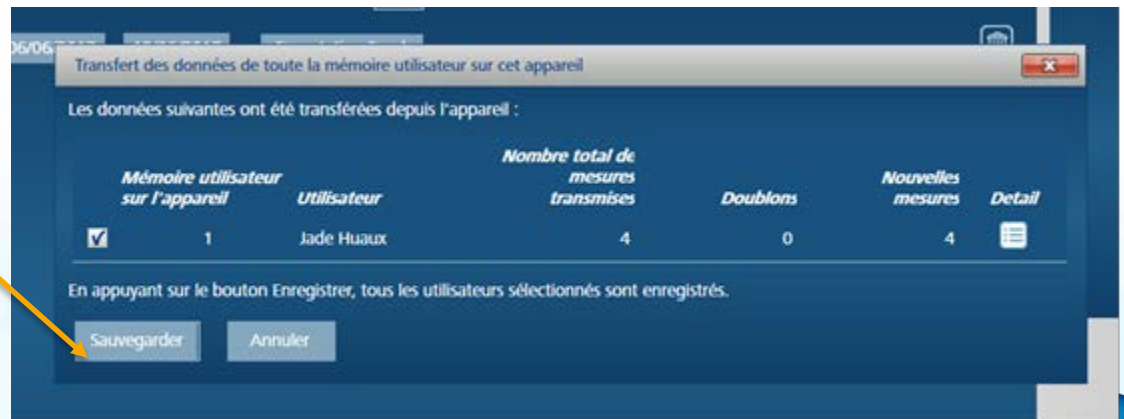 06/06
Transfert des données de toute la mémoire utilisateur sur cet appareil
Les données suivantes ont été transférées depuis l'appareil :
Mémoire utilisateur sur l'appareil Utilisateur Nombre total de mesures transmises Doublons Nouvelles mesures Detail
1 Jade Huaux 4 0 4
En appuyant sur le bouton Enregistrer, tous les utilisateurs sélectionnés sont enregistrés.
Sauvegarder Annuler